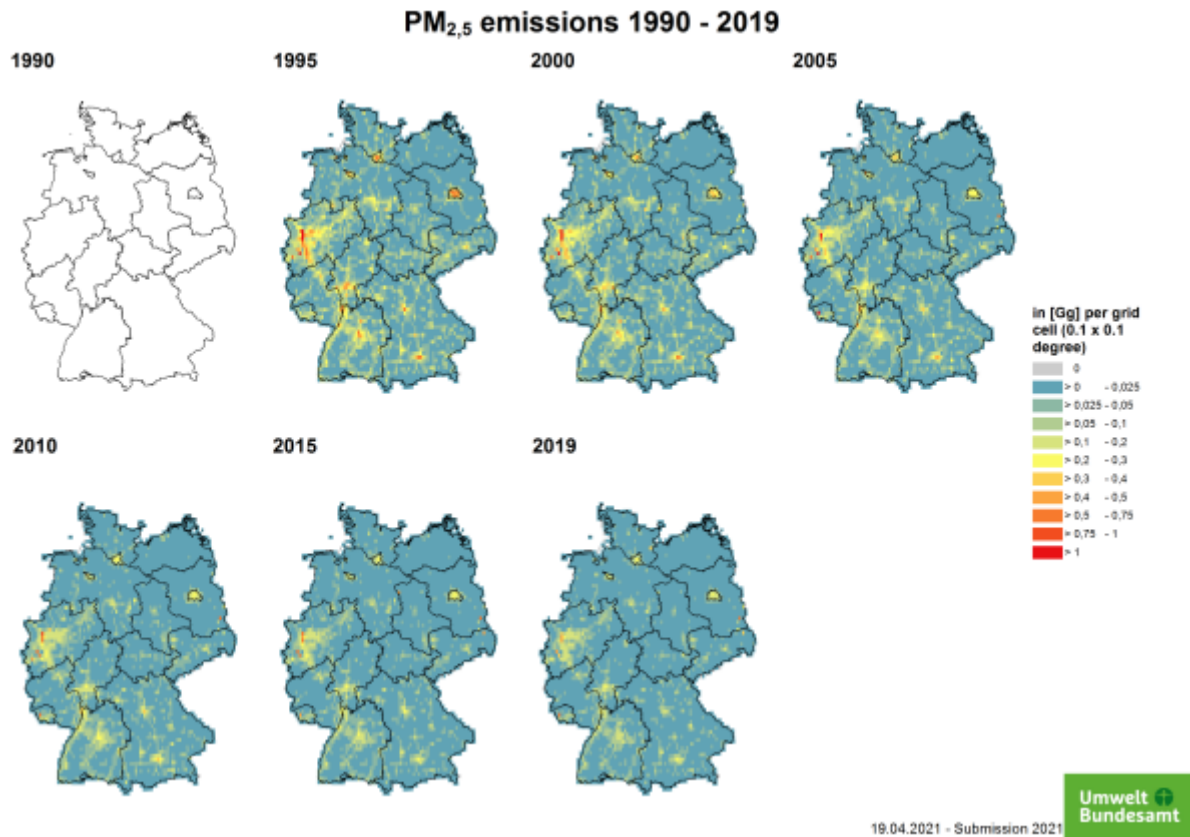 PM2,5 emissions 1990 - 2019
1990
1995
2000
2005
in [Gg] per grid
cell (0.1 x 0.1
degree)
0
> 0 - 0,025
> 0,025 - 0,05
> 0,05 - 0,1
> 0,1 - 0,2
> 0,2 - 0,3
> 0,3 - 0,4
> 0,4 - 0,5
> 0,5 - 0,75
> 0,75 - 1
> 1
2010
2015
2019
Umwelt
Bundesamt
19.04.2021 - Submission 2021